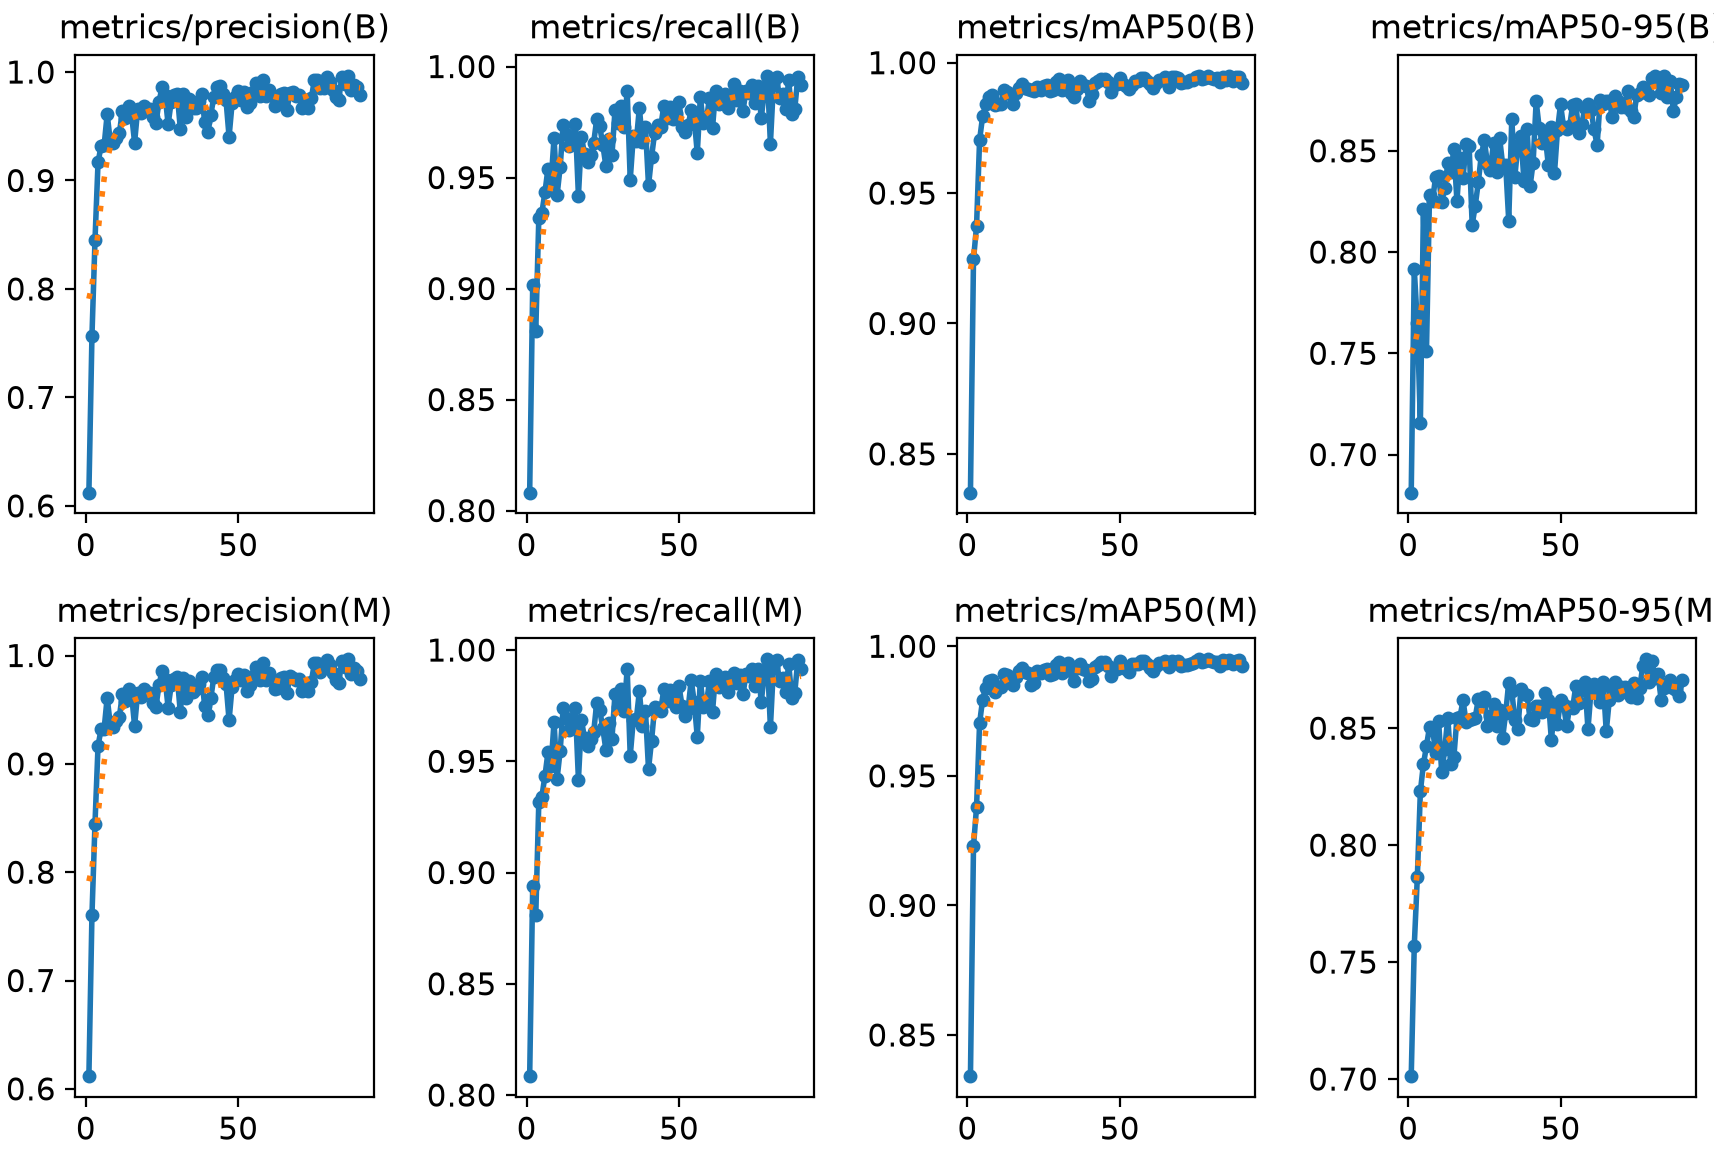 metrics/precision(B) metrics/recall(B) metrics/mAP50(B) metrics/mAP50-95(B)
1.0 0.9 0.8 0.7 0.6
0 50
1.00 0.95 0.90 0.85 0.80
0 50
1.00 0.95 0.90 0.85
0 50
0.85 0.80 0.75 0.70
0 50
metrics/precision(M) metrics/recall(M) metrics/mAP50(M) metrics/mAP50-95(M
1.0 0.9 0.8 0.7 0.6
0 50
1.00 0.95 0.90 0.85 0.80
0 50
1.00 0.95 0.90 0.85
0 50
0.85 0.80 0.75 0.70
0 50